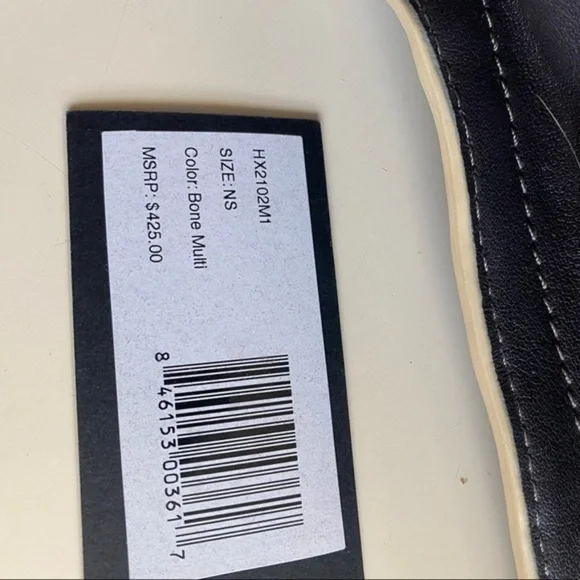 HX2102M1
SIZE: NS
Color: Bone Multi
MSRP: $425.00
8 46153 00361 7